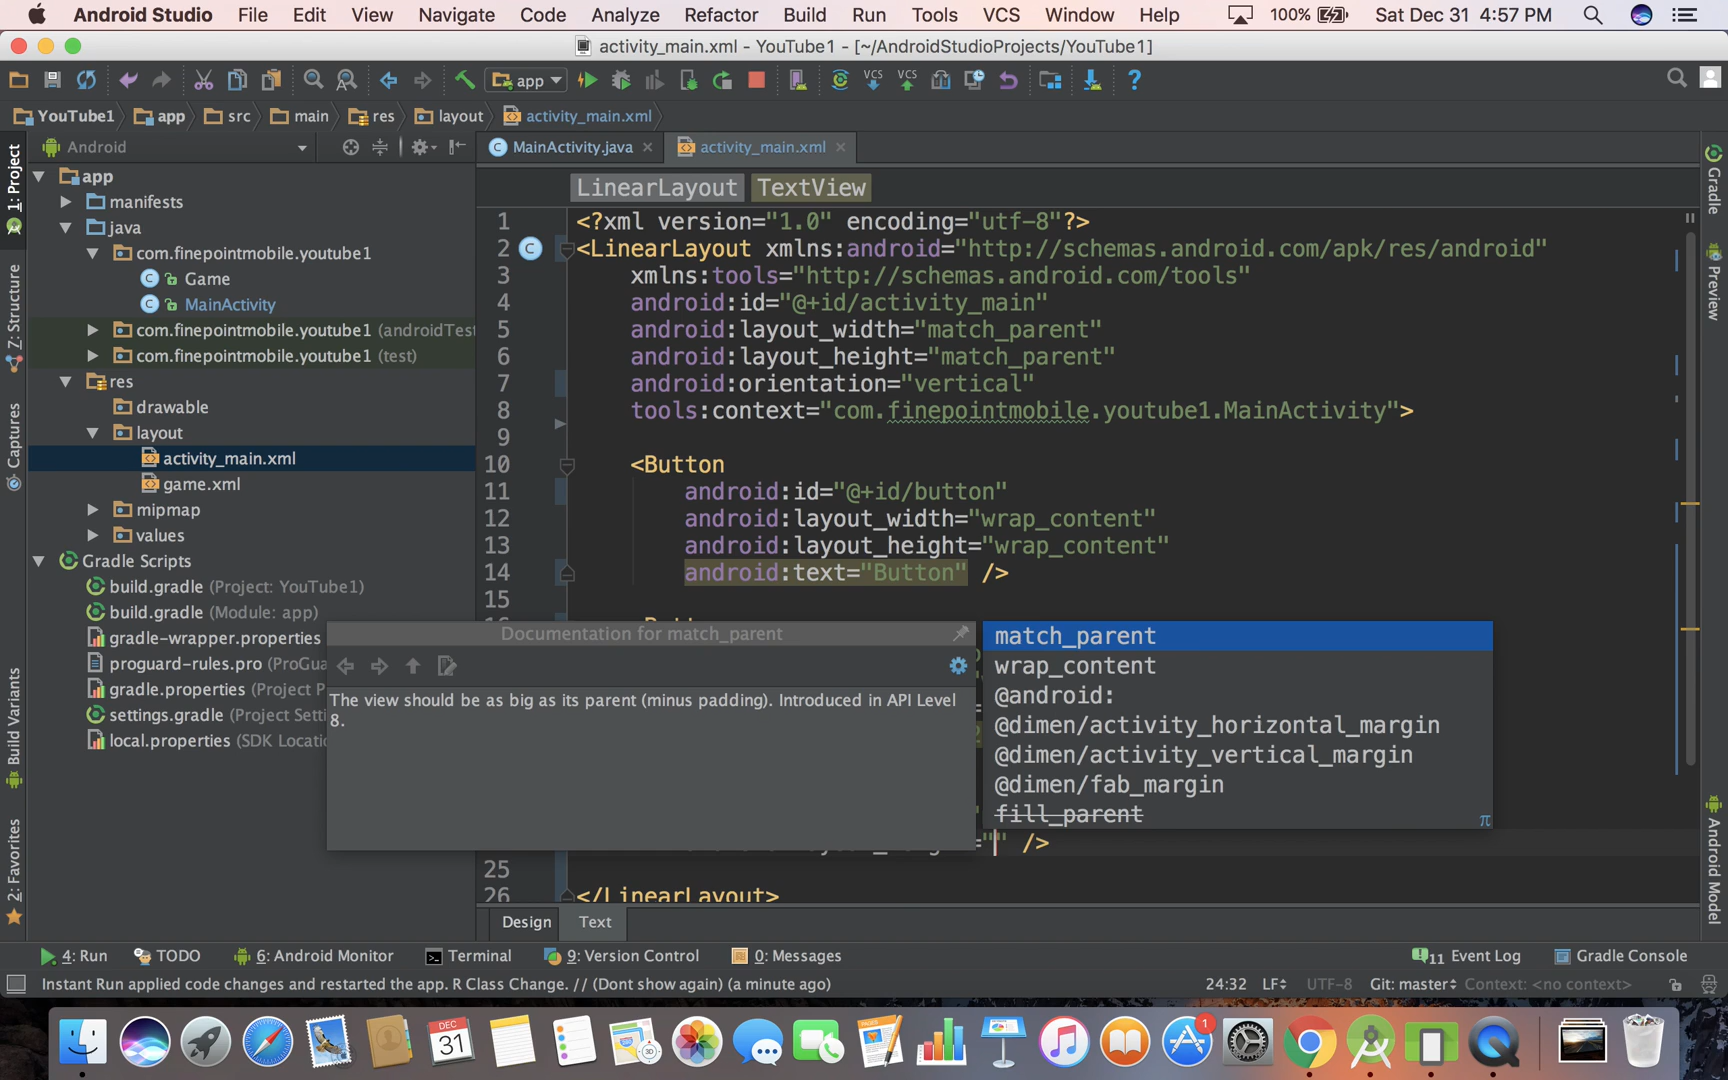 Android Studio File Edit View Navigate Code Analyze Refactor Build Run Tools VCS Window Help 100% Sat Dec 31 4:57 PM
activity_main.xml - YouTube1 - [~/AndroidStudioProjects/YouTube1]
app VCS VCS ?
YouTube1 app src main res layout activity_main.xml
Android
MainActivity.java activity_main.xml
LinearLayout TextView
1: Project
Z: Structure
Captures
Build Variants
2: Favorites
app
manifests
java
com.finepointmobile.youtube1
Game
MainActivity
com.finepointmobile.youtube1 (androidTest
com.finepointmobile.youtube1 (test)
res
drawable
layout
activity_main.xml
game.xml
mipmap
values
Gradle Scripts
build.gradle (Project: YouTube1)
build.gradle (Module: app)
gradle-wrapper.properties
proguard-rules.pro (ProGua
gradle.properties (Project P
settings.gradle (Project Setti
local.properties (SDK Locatio
1 <?xml version="1.0" encoding="utf-8"?>
2 <LinearLayout xmlns:android="http://schemas.android.com/apk/res/android"
3 xmlns:tools="http://schemas.android.com/tools"
4 android:id="@+id/activity_main"
5 android:layout_width="match_parent"
6 android:layout_height="match_parent"
7 android:orientation="vertical"
8 tools:context="com.finepointmobile.youtube1.MainActivity">
9
10 <Button
11 android:id="@+id/button"
12 android:layout_width="wrap_content"
13 android:layout_height="wrap_content"
14 android:text="Button" />
15
Documentation for match_parent
The view should be as big as its parent (minus padding). Introduced in API Level
8.
match_parent
wrap_content
@android:
@dimen/activity_horizontal_margin
@dimen/activity_vertical_margin
@dimen/fab_margin
fill_parent
π
="" />
25
26 </LinearLayout>
Design Text
Gradle
Preview
Android Model
4: Run TODO 6: Android Monitor Terminal 9: Version Control 0: Messages 11 Event Log Gradle Console
Instant Run applied code changes and restarted the app. R Class Change. // (Dont show again) (a minute ago) 24:32 LF UTF-8 Git: master Context: <no context>
DEC
31
3D
1